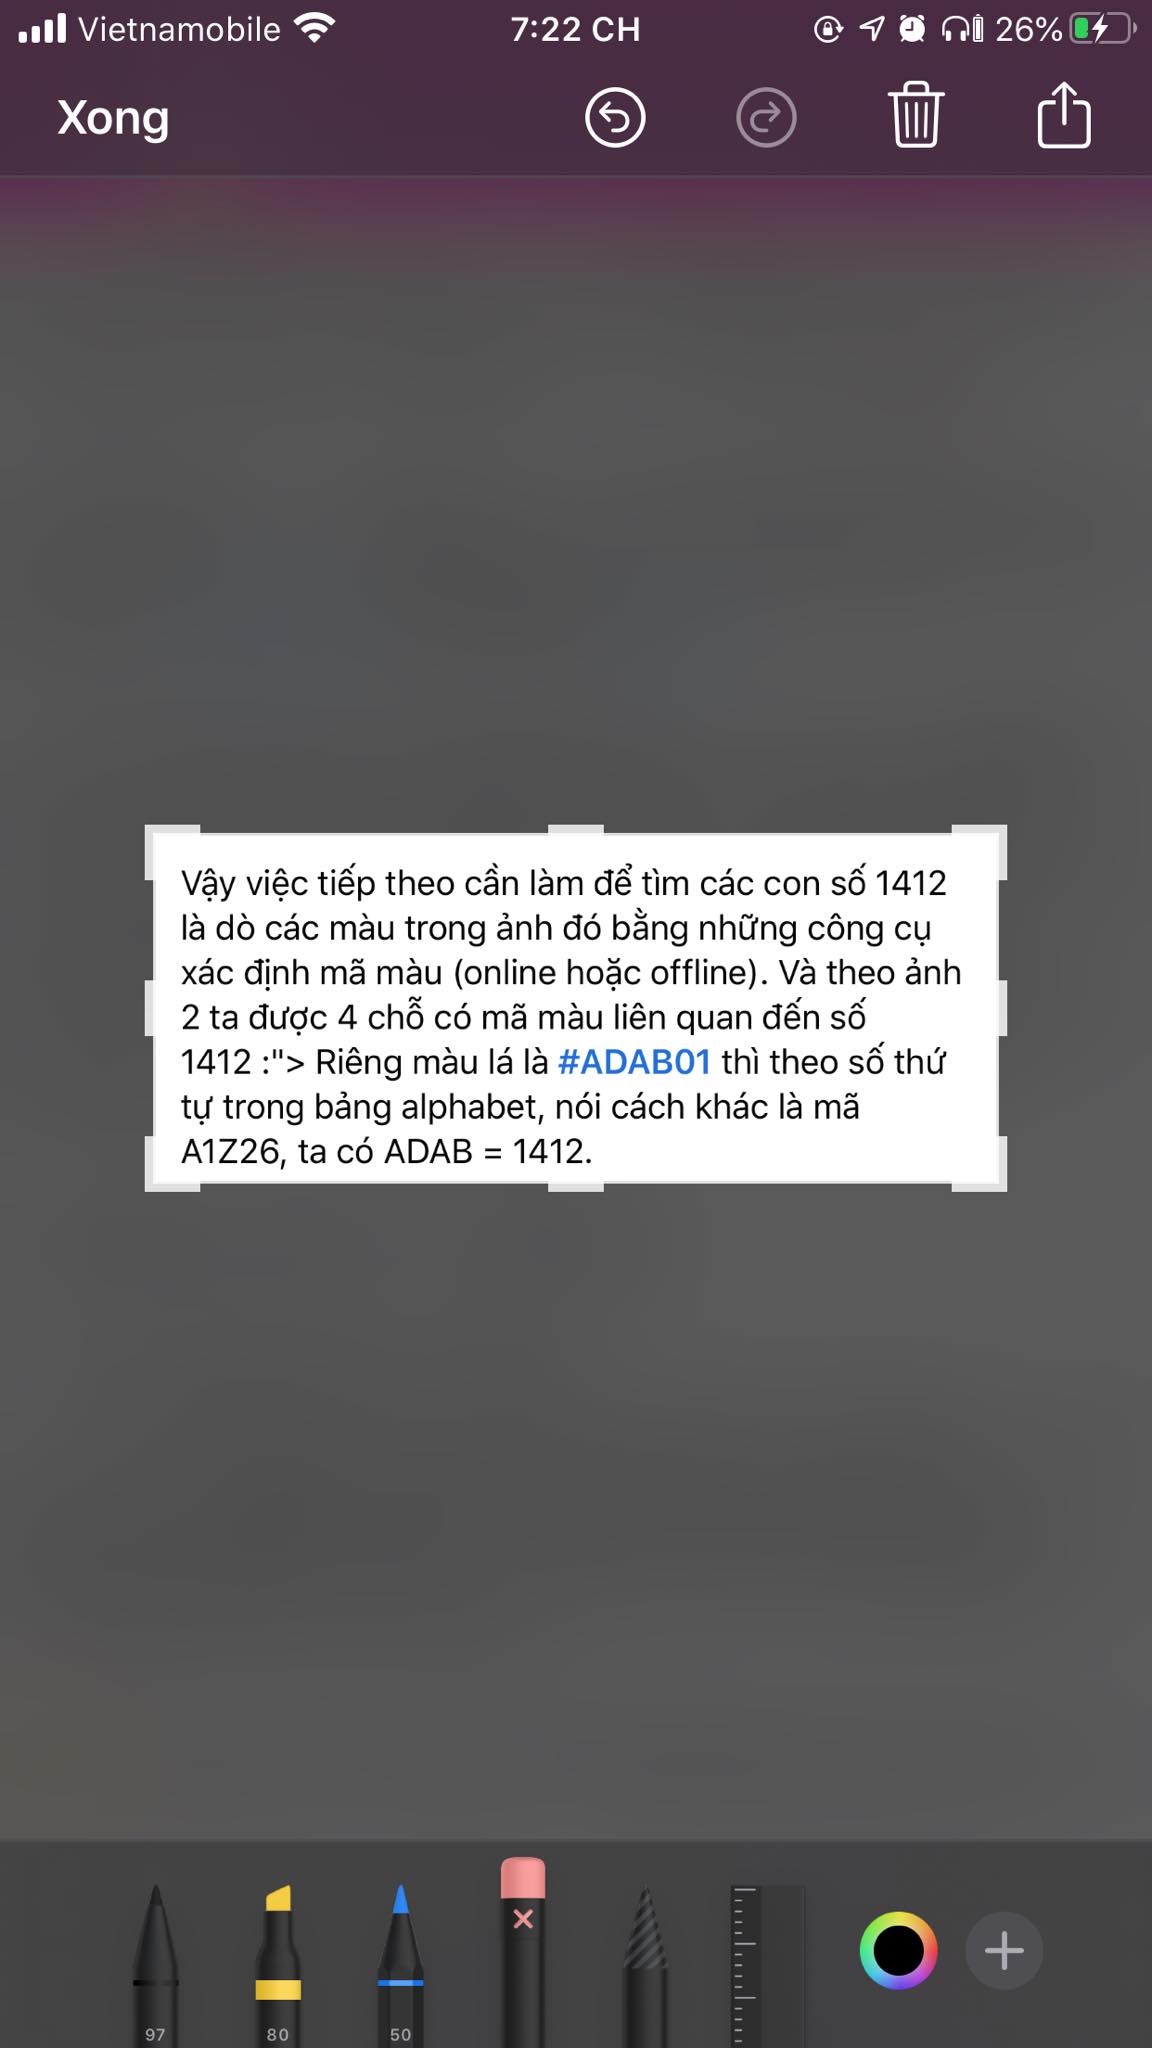 Vietnamobile 7:22 CH 26%
Xong
Vậy việc tiếp theo cần làm để tìm các con số 1412
là dò các màu trong ảnh đó bằng những công cụ
xác định mã màu (online hoặc offline). Và theo ảnh
2 ta được 4 chỗ có mã màu liên quan đến số
1412 :"> Riêng màu lá là #ADAB01 thì theo số thứ
tự trong bảng alphabet, nói cách khác là mã
A1Z26, ta có ADAB = 1412.
97 80 50